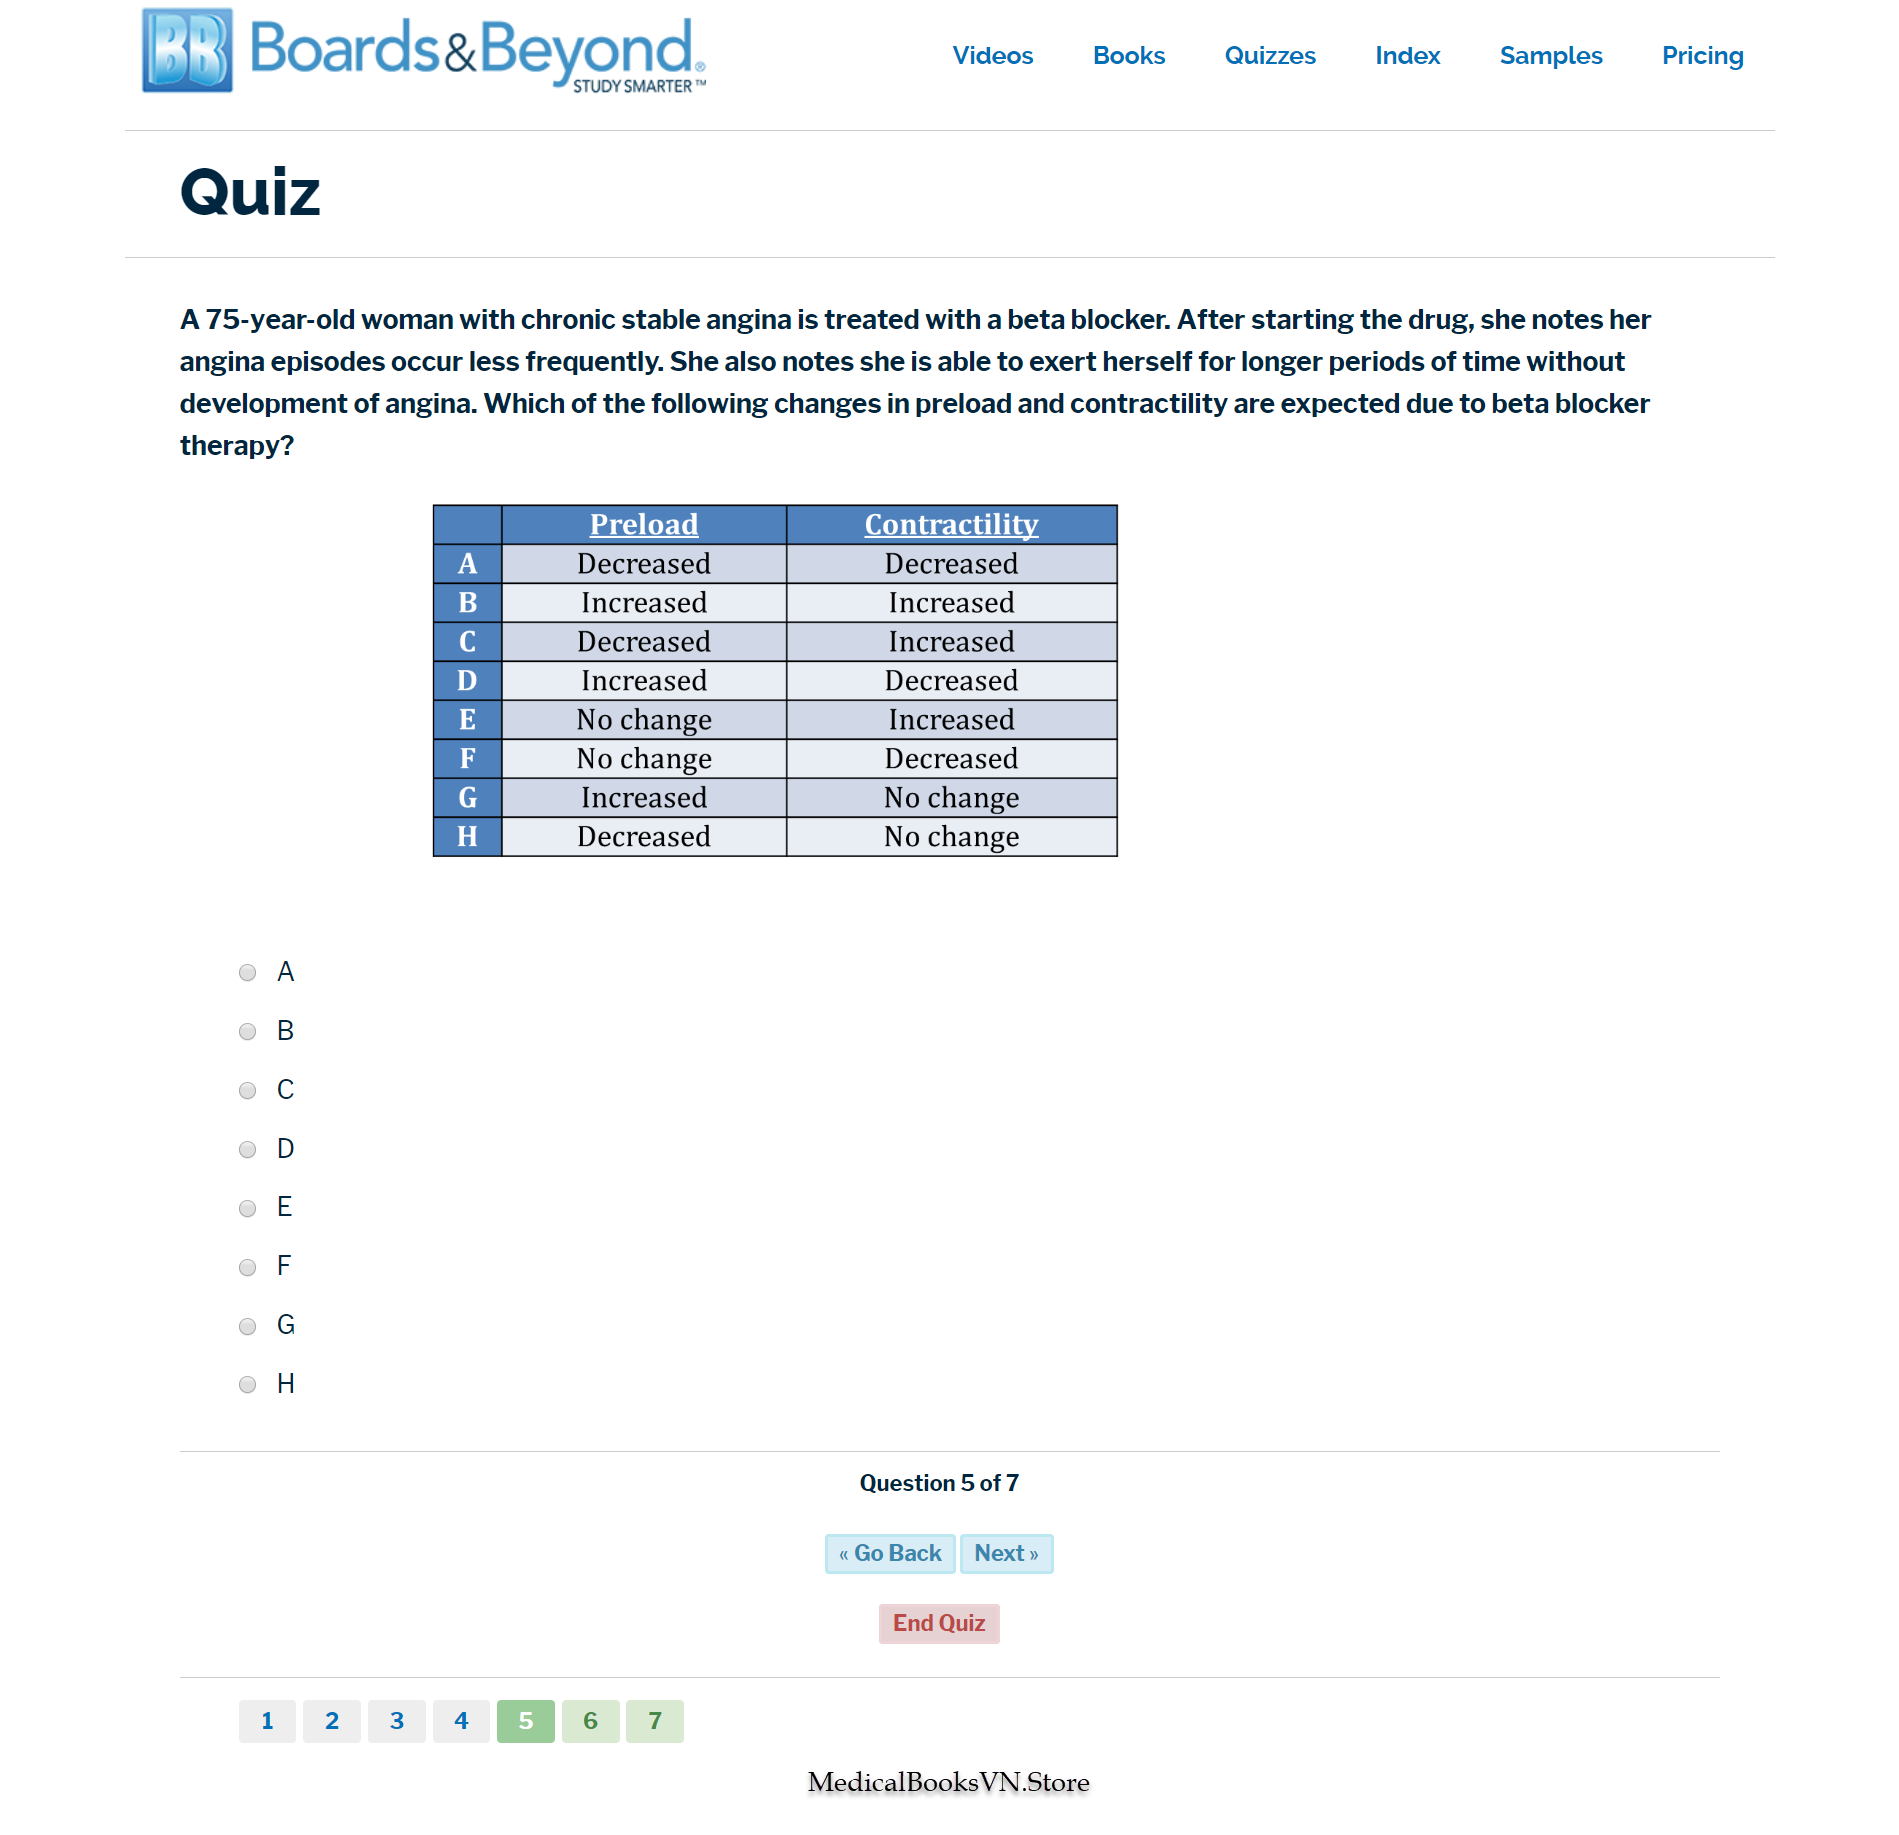 BB Boards&Beyond®
STUDY SMARTER™
Videos Books Quizzes Index Samples Pricing
Quiz
A 75-year-old woman with chronic stable angina is treated with a beta blocker. After starting the drug, she notes her
angina episodes occur less frequently. She also notes she is able to exert herself for longer periods of time without
development of angina. Which of the following changes in preload and contractility are expected due to beta blocker
therapy?
Preload Contractility
A Decreased Decreased
B Increased Increased
C Decreased Increased
D Increased Decreased
E No change Increased
F No change Decreased
G Increased No change
H Decreased No change
A
B
C
D
E
F
G
H
Question 5 of 7
« Go Back Next »
End Quiz
1 2 3 4 5 6 7
MedicalBooksVN.Store